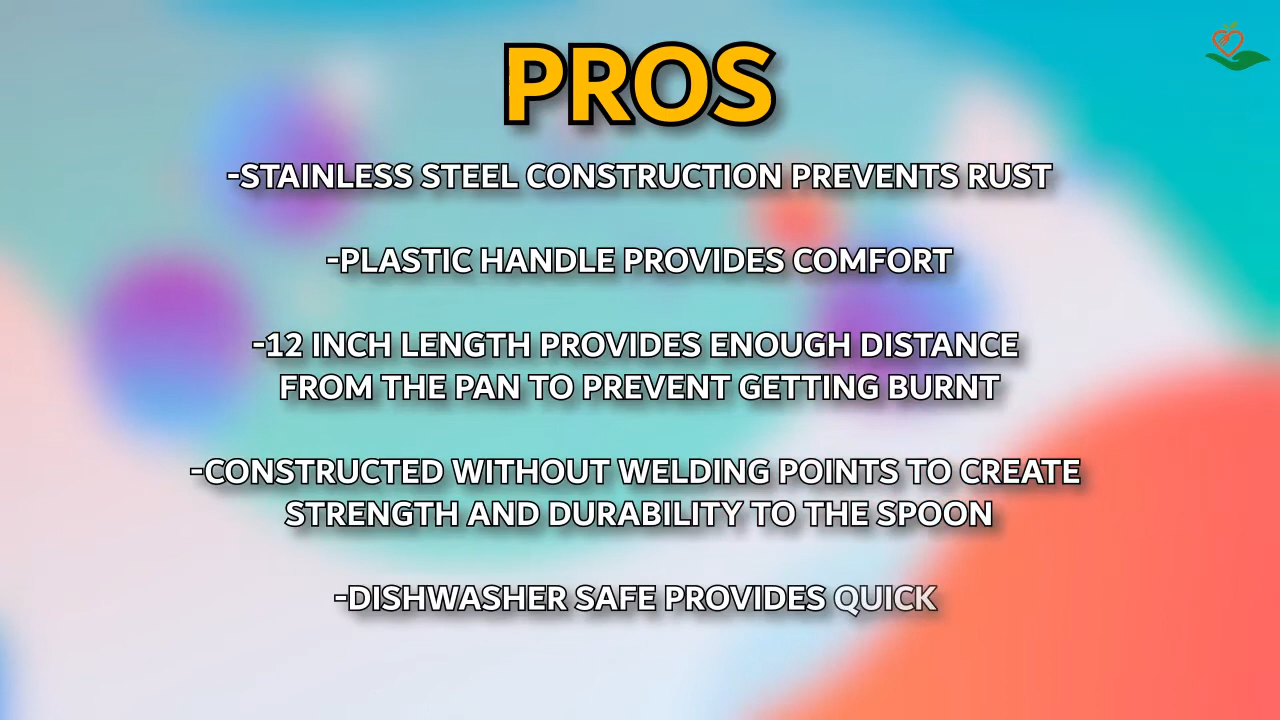 PROS
-STAINLESS STEEL CONSTRUCTION PREVENTS RUST
-PLASTIC HANDLE PROVIDES COMFORT
-12 INCH LENGTH PROVIDES ENOUGH DISTANCE
FROM THE PAN TO PREVENT GETTING BURNT
-CONSTRUCTED WITHOUT WELDING POINTS TO CREATE
STRENGTH AND DURABILITY TO THE SPOON
-DISHWASHER SAFE PROVIDES QUICK